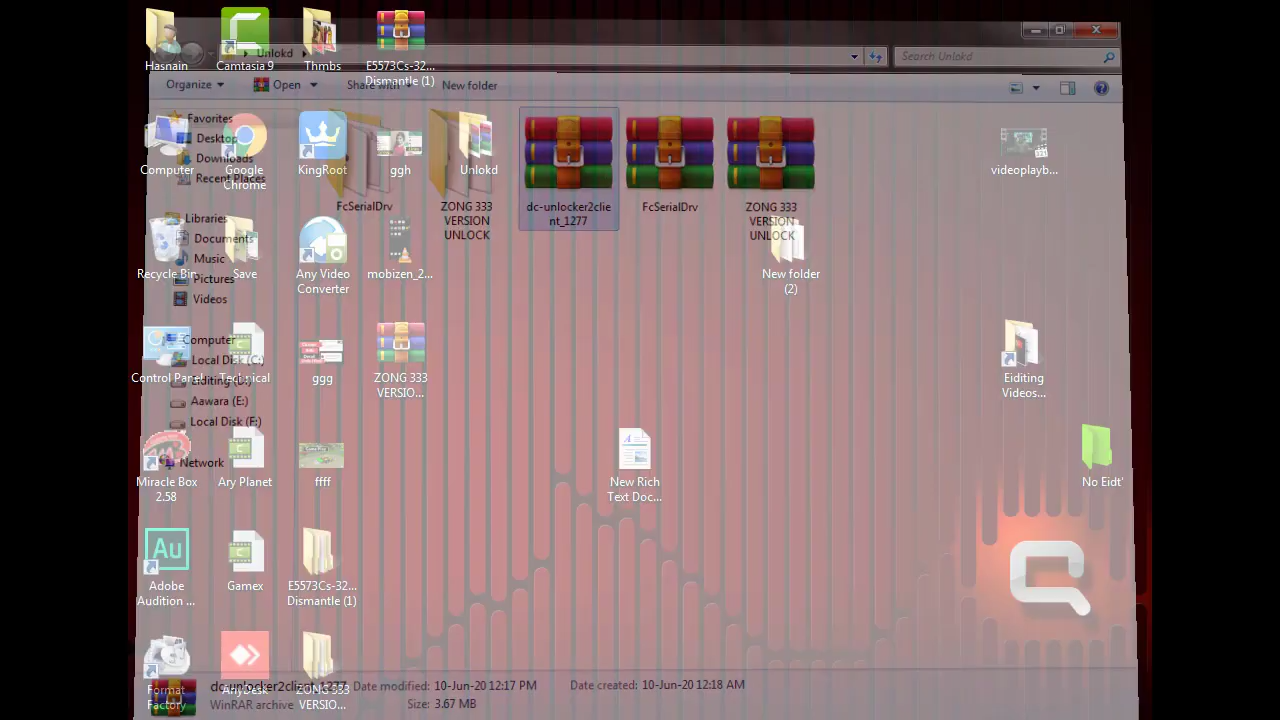 Hasnain
Camtasia 9
Thmbs
E5573Cs-32...
Dismantle (1)
Unlokd
Search Unlokd
Organize
Open
Share with
New folder
Favorites
Desktop
Downloads
Recent Places
Computer
Google
Chrome
KingRoot
ggh
Unlokd
FcSerialDrv
ZONG 333
VERSION
UNLOCK
dc-unlocker2clie
nt_1277
FcSerialDrv
ZONG 333
VERSION
UNLOCK
videoplayb...
Libraries
Documents
Music
Pictures
Videos
Recycle Bin
Save
Any Video
Converter
mobizen_2...
New folder
(2)
Computer
Local Disk (C:)
Eiditing (D:)
Aawara (E:)
Local Disk (F:)
Control Panel
Technical
ggg
ZONG 333
VERSIO...
Eiditing
Videos...
Network
Miracle Box
2.58
Ary Planet
ffff
New Rich
Text Doc...
No Eidt'
Au
Adobe
Audition ...
Gamex
E5573Cs-32...
Dismantle (1)
Format
Factory
AnyDesk
ZONG 333
VERSIO...
dc-unlocker2client_1277
WinRAR archive
Date modified: 10-Jun-20 12:17 PM
Size: 3.67 MB
Date created: 10-Jun-20 12:18 AM